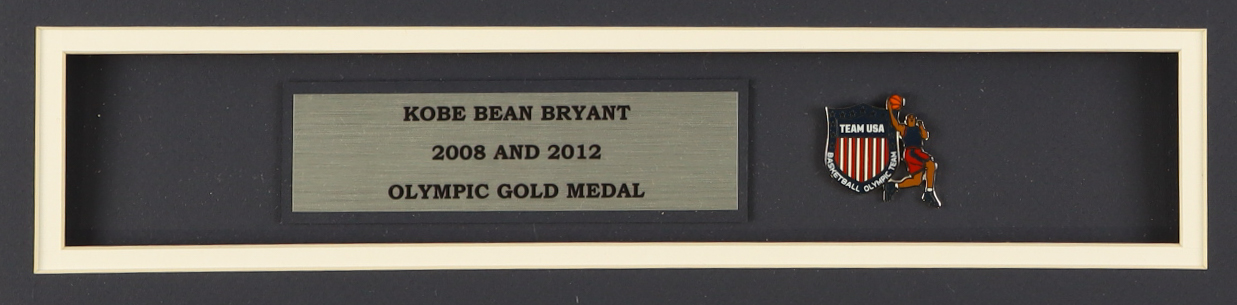 KOBE BEAN BRYANT
2008 AND 2012
OLYMPIC GOLD MEDAL
TEAM USA
BASKETBALL OLYMPIC TEAM